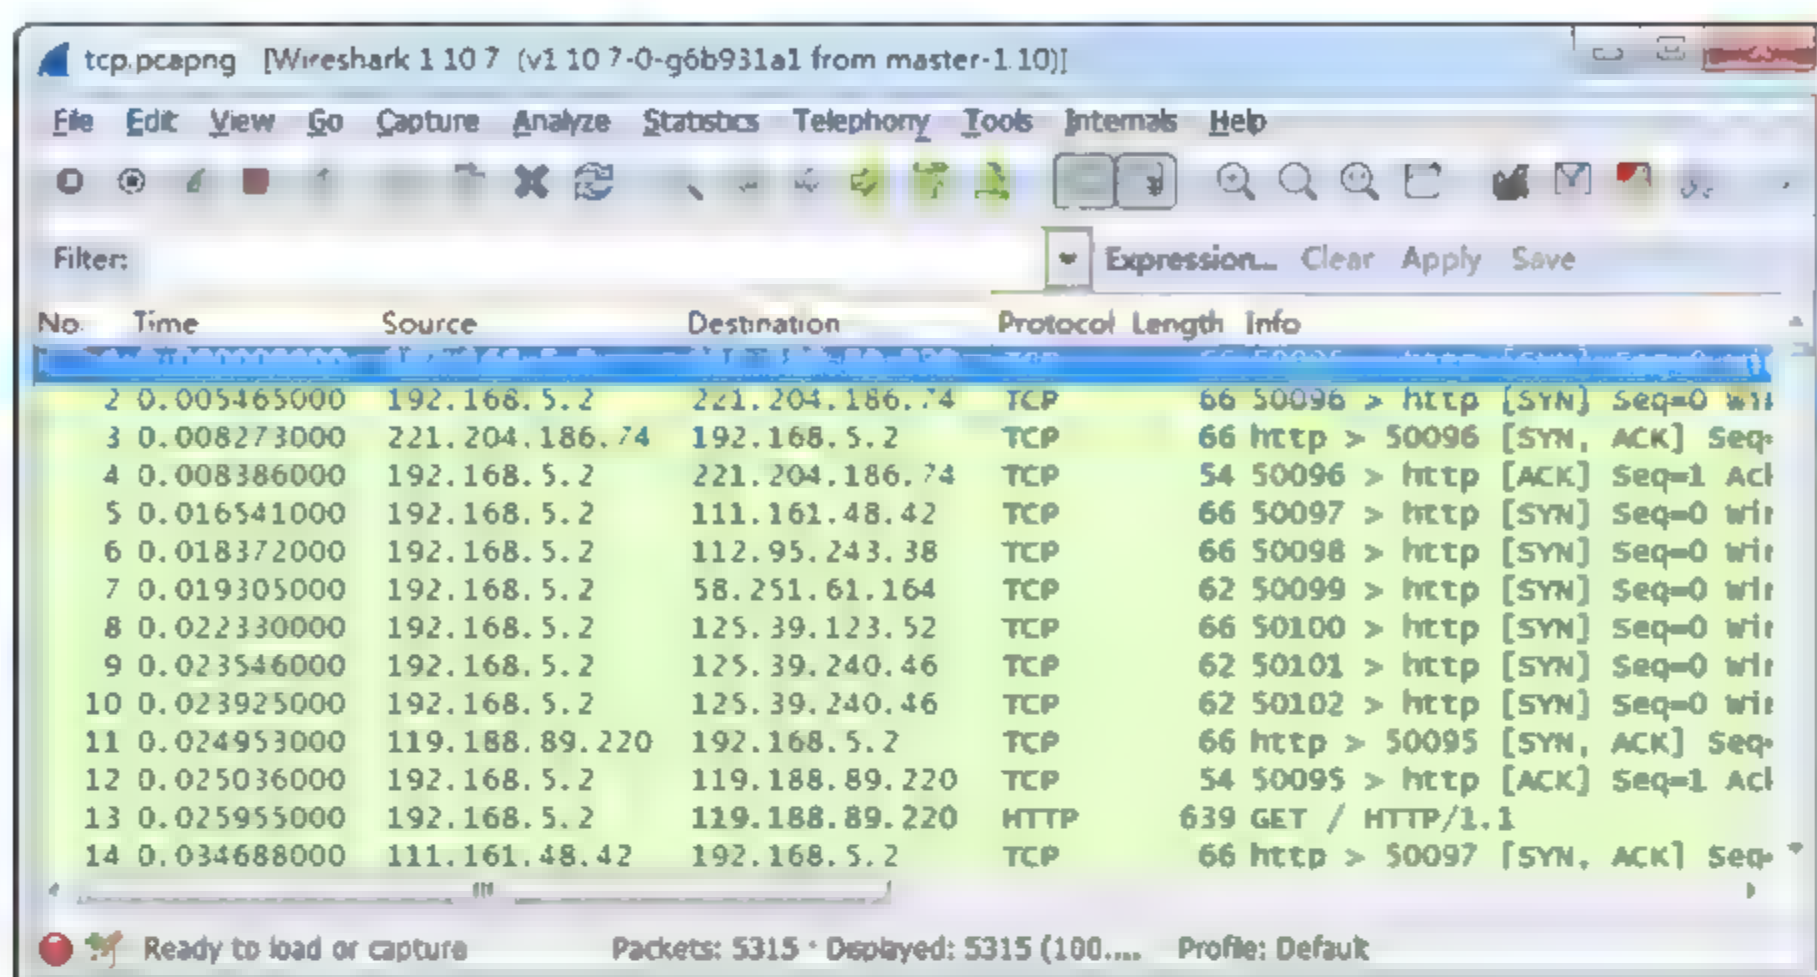 tcp.pcapng [Wireshark 1 10 7 (v1 10 7-0-g6b931a1 from master-1.10)]
File Edit View Go Capture Analyze Statistics Telephony Tools Internals Help
Filter: Expression... Clear Apply Save
No. Time Source Destination Protocol Length Info
2 0.005465000 192.168.5.2 221.204.186.74 TCP 66 50096 > http [SYN] Seq=0 Wi
3 0.008273000 221.204.186.74 192.168.5.2 TCP 66 http > 50096 [SYN, ACK] Seq=
4 0.008386000 192.168.5.2 221.204.186.74 TCP 54 50096 > http [ACK] Seq=1 Ac
5 0.016541000 192.168.5.2 111.161.48.42 TCP 66 50097 > http [SYN] Seq=0 Wi
6 0.018372000 192.168.5.2 112.95.243.38 TCP 66 50098 > http [SYN] Seq=0 Wi
7 0.019305000 192.168.5.2 58.251.61.164 TCP 62 50099 > http [SYN] Seq=0 Wi
8 0.022330000 192.168.5.2 125.39.123.52 TCP 66 50100 > http [SYN] Seq=0 Wi
9 0.023546000 192.168.5.2 125.39.240.46 TCP 62 50101 > http [SYN] Seq=0 Wi
10 0.023925000 192.168.5.2 125.39.240.46 TCP 62 50102 > http [SYN] Seq=0 Wi
11 0.024953000 119.188.89.220 192.168.5.2 TCP 66 http > 50095 [SYN, ACK] Seq=
12 0.025036000 192.168.5.2 119.188.89.220 TCP 54 50095 > http [ACK] Seq=1 Ac
13 0.025955000 192.168.5.2 119.188.89.220 HTTP 639 GET / HTTP/1.1
14 0.034688000 111.161.48.42 192.168.5.2 TCP 66 http > 50097 [SYN, ACK] Seq=
Ready to load or capture Packets: 5315 · Displayed: 5315 (100.... Profile: Default